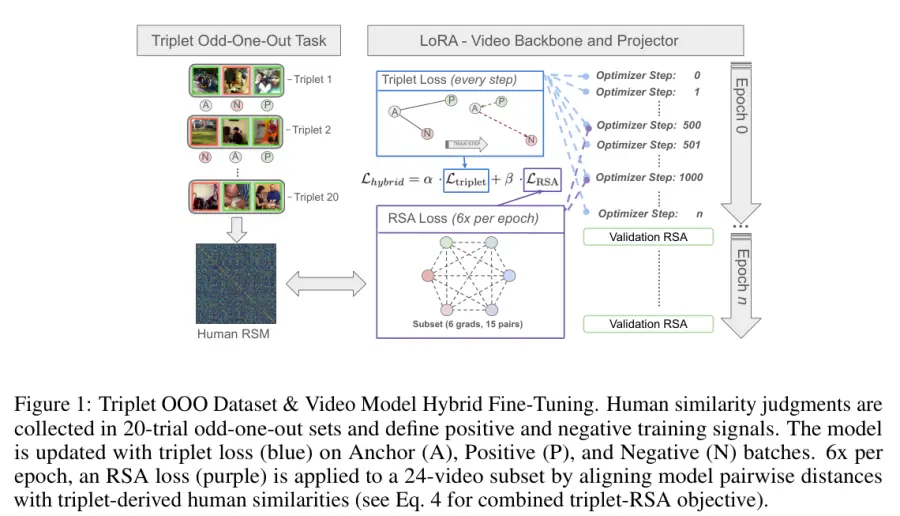 Triplet Odd-One-Out Task
LoRA - Video Backbone and Projector
Triplet 1
A N P
Triplet 2
N A P
Triplet 20
Human RSM
Triplet Loss (every step)
A P N
A P N
TRAIN STEP
ℒhybrid = α · ℒtriplet + β · ℒRSA
RSA Loss (6x per epoch)
Subset (6 grads, 15 pairs)
Optimizer Step: 0
Optimizer Step: 1
Optimizer Step: 500
Optimizer Step: 501
Optimizer Step: 1000
Optimizer Step: n
Validation RSA
Validation RSA
Epoch 0
...
Epoch n
Figure 1: Triplet OOO Dataset & Video Model Hybrid Fine-Tuning. Human similarity judgments are
collected in 20-trial odd-one-out sets and define positive and negative training signals. The model
is updated with triplet loss (blue) on Anchor (A), Positive (P), and Negative (N) batches. 6x per
epoch, an RSA loss (purple) is applied to a 24-video subset by aligning model pairwise distances
with triplet-derived human similarities (see Eq. 4 for combined triplet-RSA objective).